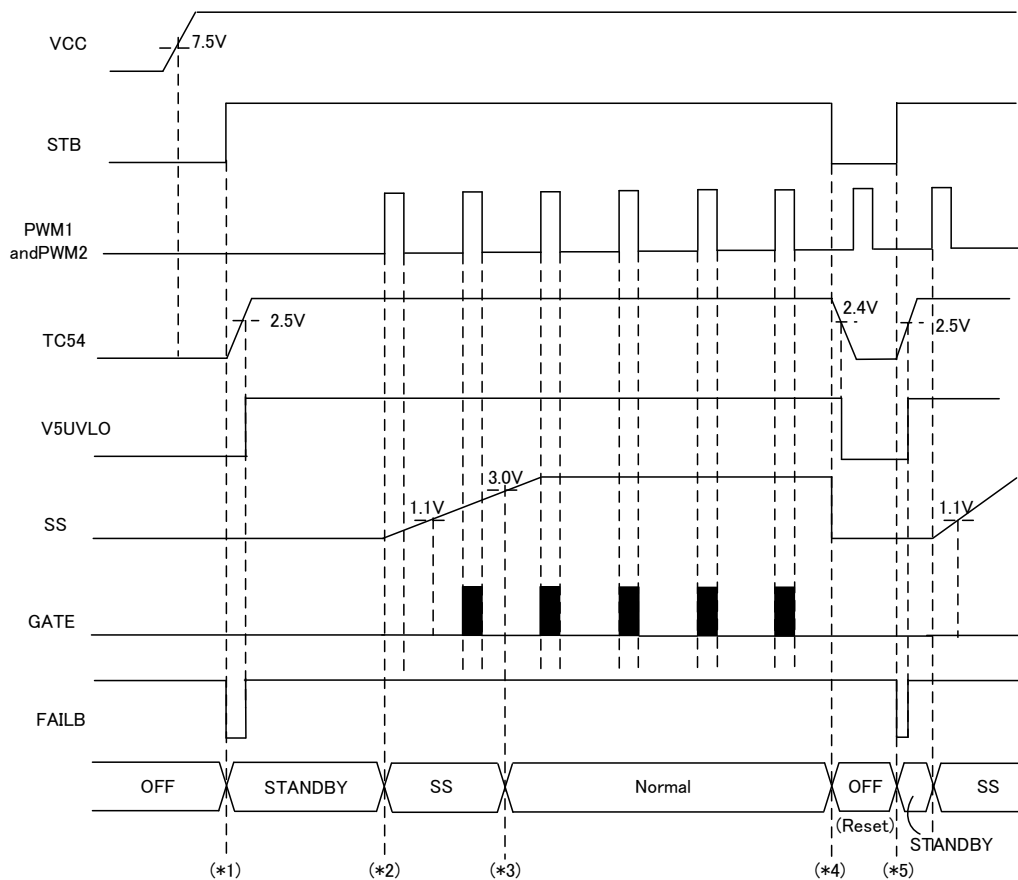 VCC
7.5V
STB
PWM1
andPWM2
TC54
2.5V
2.4V
2.5V
V5UVLO
SS
1.1V
3.0V
1.1V
GATE
FAILB
OFF
STANDBY
SS
Normal
OFF
SS
(Reset)
STANDBY
(*1)
(*2)
(*3)
(*4)
(*5)